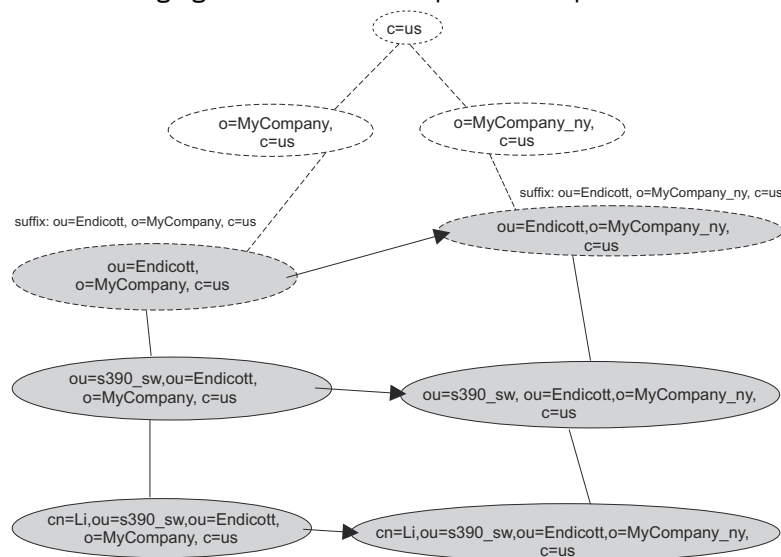 c=us
o=MyCompany,
c=us
o=MyCompany_ny,
c=us
suffix: ou=Endicott, o=MyCompany_ny, c=us
suffix: ou=Endicott, o=MyCompany, c=us
ou=Endicott,o=MyCompany_ny,
c=us
ou=Endicott,
o=MyCompany, c=us
ou=s390_sw,ou=Endicott,
o=MyCompany, c=us
ou=s390_sw, ou=Endicott,o=MyCompany_ny,
c=us
cn=Li,ou=s390_sw,ou=Endicott,
o=MyCompany, c=us
cn=Li,ou=s390_sw,ou=Endicott,o=MyCompany_ny,
c=us